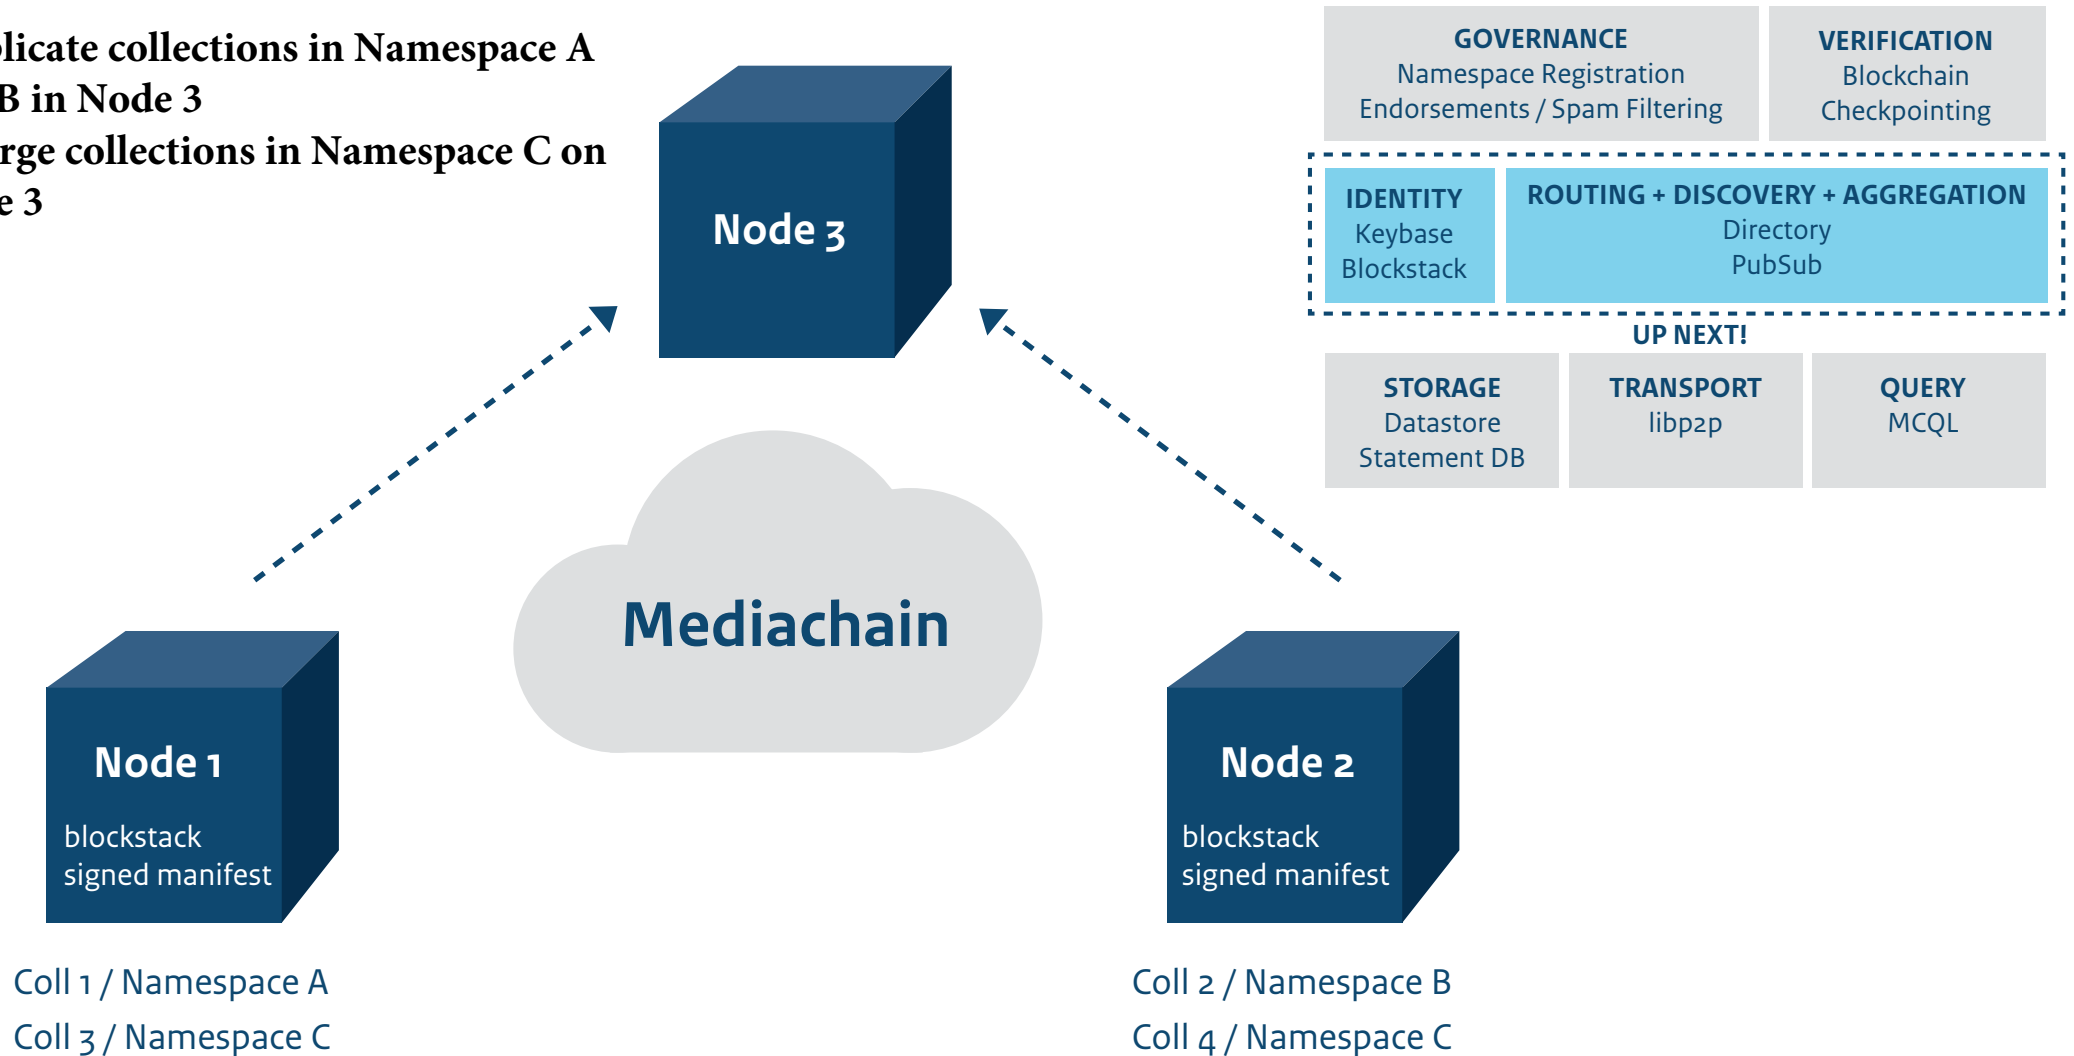 plicate collections in Namespace A
B in Node 3
rge collections in Namespace C on
e 3
Node 3
GOVERNANCE
Namespace Registration
Endorsements / Spam Filtering
VERIFICATION
Blockchain
Checkpointing
IDENTITY
Keybase
Blockstack
ROUTING + DISCOVERY + AGGREGATION
Directory
PubSub
UP NEXT!
STORAGE
Datastore
Statement DB
TRANSPORT
libp2p
QUERY
MCQL
Mediachain
Node 1
blockstack
signed manifest
Node 2
blockstack
signed manifest
Coll 1 / Namespace A
Coll 3 / Namespace C
Coll 2 / Namespace B
Coll 4 / Namespace C